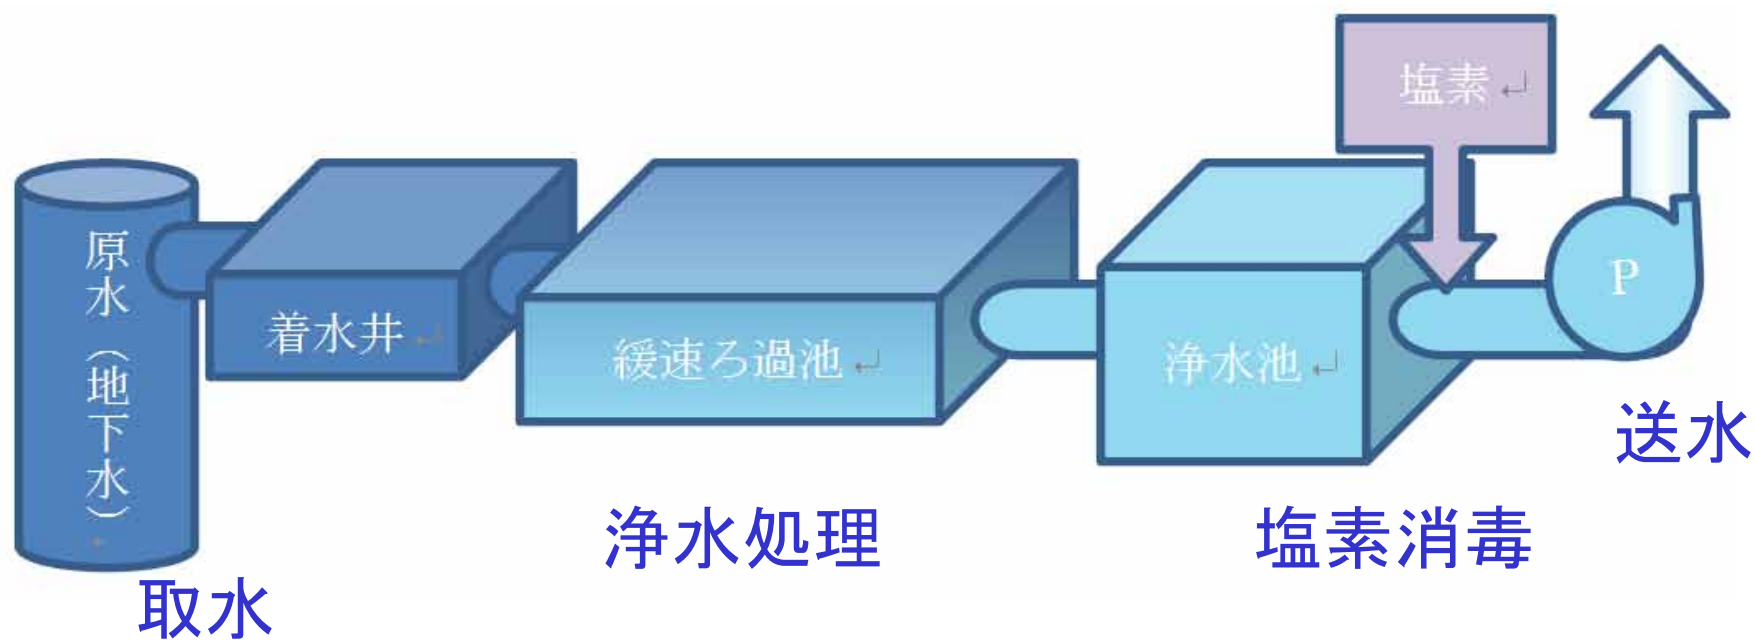 原水（地下水）
着水井
緩速ろ過池
浄水池
塩素
P
取水
浄水処理
塩素消毒
送水